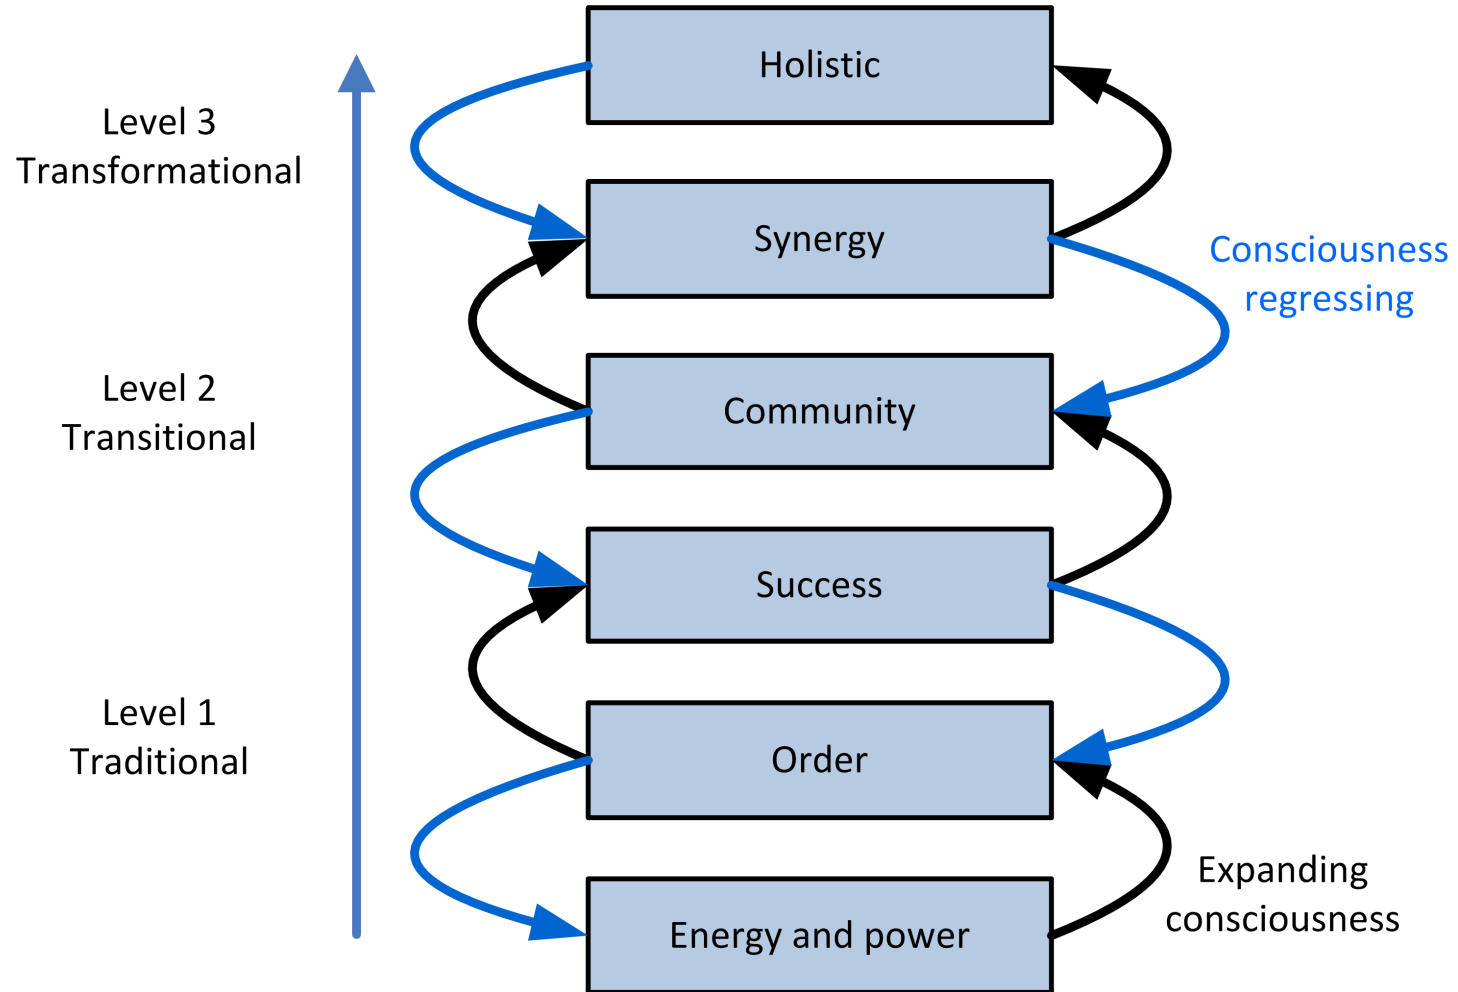 Holistic
Level 3
Transformational
Synergy
Consciousness
regressing
Level 2
Transitional
Community
Success
Level 1
Traditional
Order
Expanding
consciousness
Energy and power